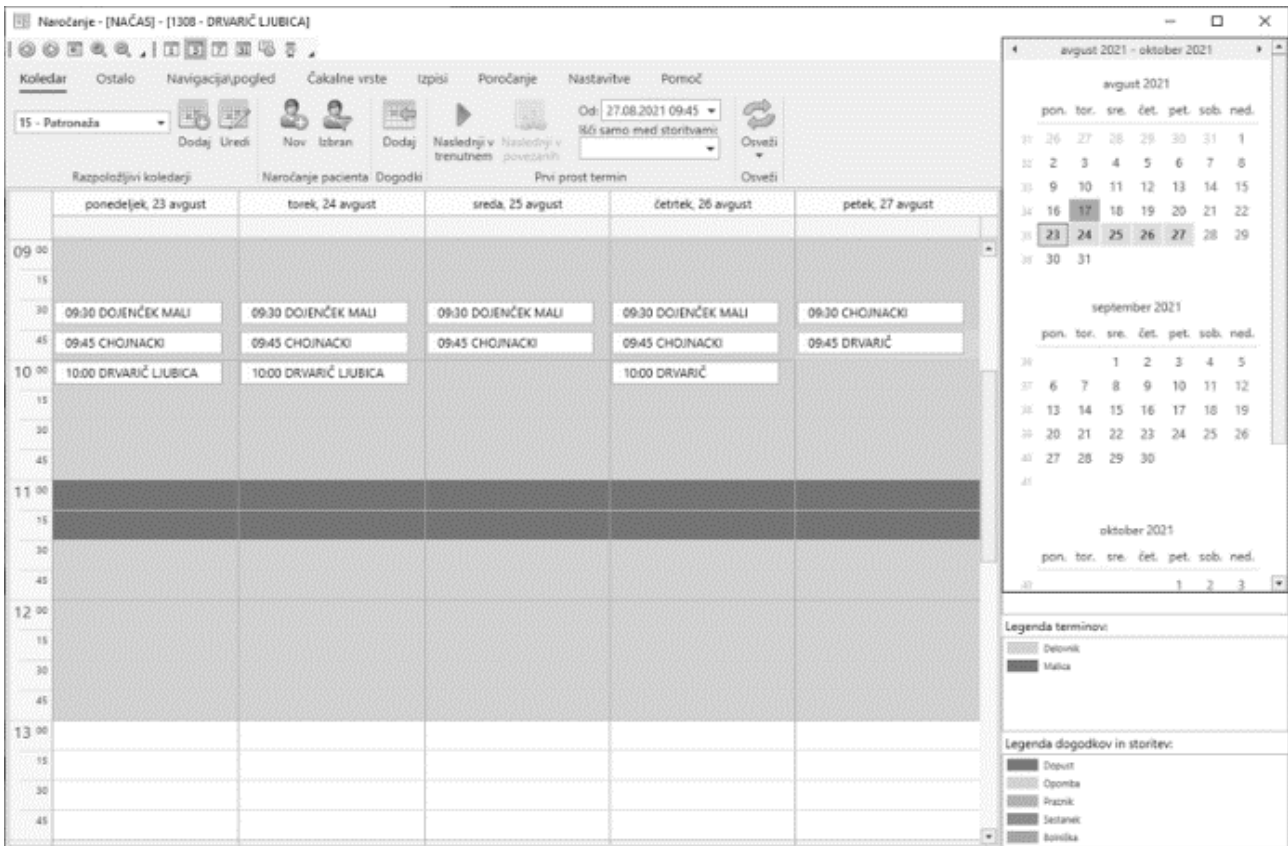 Naročanje - [NAČAS] - [1308 - DRVARIČ LJUBICA]
Koledar Ostalo Navigacija\pogled Čakalne vrste Izpisi Poročanje Nastavitve Pomoč
15 - Patronaža
Dodaj Uredi
Nov Izbran
Dodaj
Naslednji v trenutnem
Naslednji v povezanih
Od: 27.08.2021 09:45
Išči samo med storitvami:
Osveži
Razpoložljivi koledarji Naročanje pacienta Dogodki Prvi prost termin Osveži
ponedeljek, 23 avgust torek, 24 avgust sreda, 25 avgust četrtek, 26 avgust petek, 27 avgust
09 00
15
30 09:30 DOJENČEK MALI 09:30 DOJENČEK MALI 09:30 DOJENČEK MALI 09:30 DOJENČEK MALI 09:30 CHOJNACKI
45 09:45 CHOJNACKI 09:45 CHOJNACKI 09:45 CHOJNACKI 09:45 CHOJNACKI 09:45 DRVARIČ
10 00 10:00 DRVARIČ LJUBICA 10:00 DRVARIČ LJUBICA 10:00 DRVARIČ
15
30
45
11 00
15
30
45
12 00
15
30
45
13 00
15
30
45
avgust 2021 - oktober 2021
avgust 2021
pon. tor. sre. čet. pet. sob. ned.
26 27 28 29 30 31 1
2 3 4 5 6 7 8
9 10 11 12 13 14 15
16 17 18 19 20 21 22
23 24 25 26 27 28 29
30 31
september 2021
pon. tor. sre. čet. pet. sob. ned.
1 2 3 4 5
6 7 8 9 10 11 12
13 14 15 16 17 18 19
20 21 22 23 24 25 26
27 28 29 30
oktober 2021
pon. tor. sre. čet. pet. sob. ned.
1 2 3
Legenda terminov:
Delovnik
Malica
Legenda dogodkov in storitev:
Dopust
Opomba
Praznik
Sestanek
Bolniška